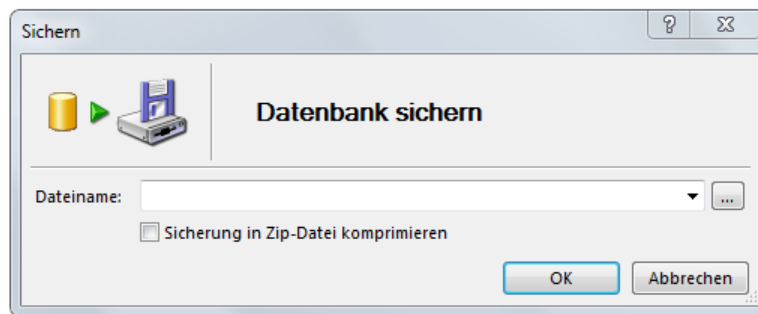 Sichern
Datenbank sichern
Dateiname:
...
Sicherung in Zip-Datei komprimieren
OK Abbrechen